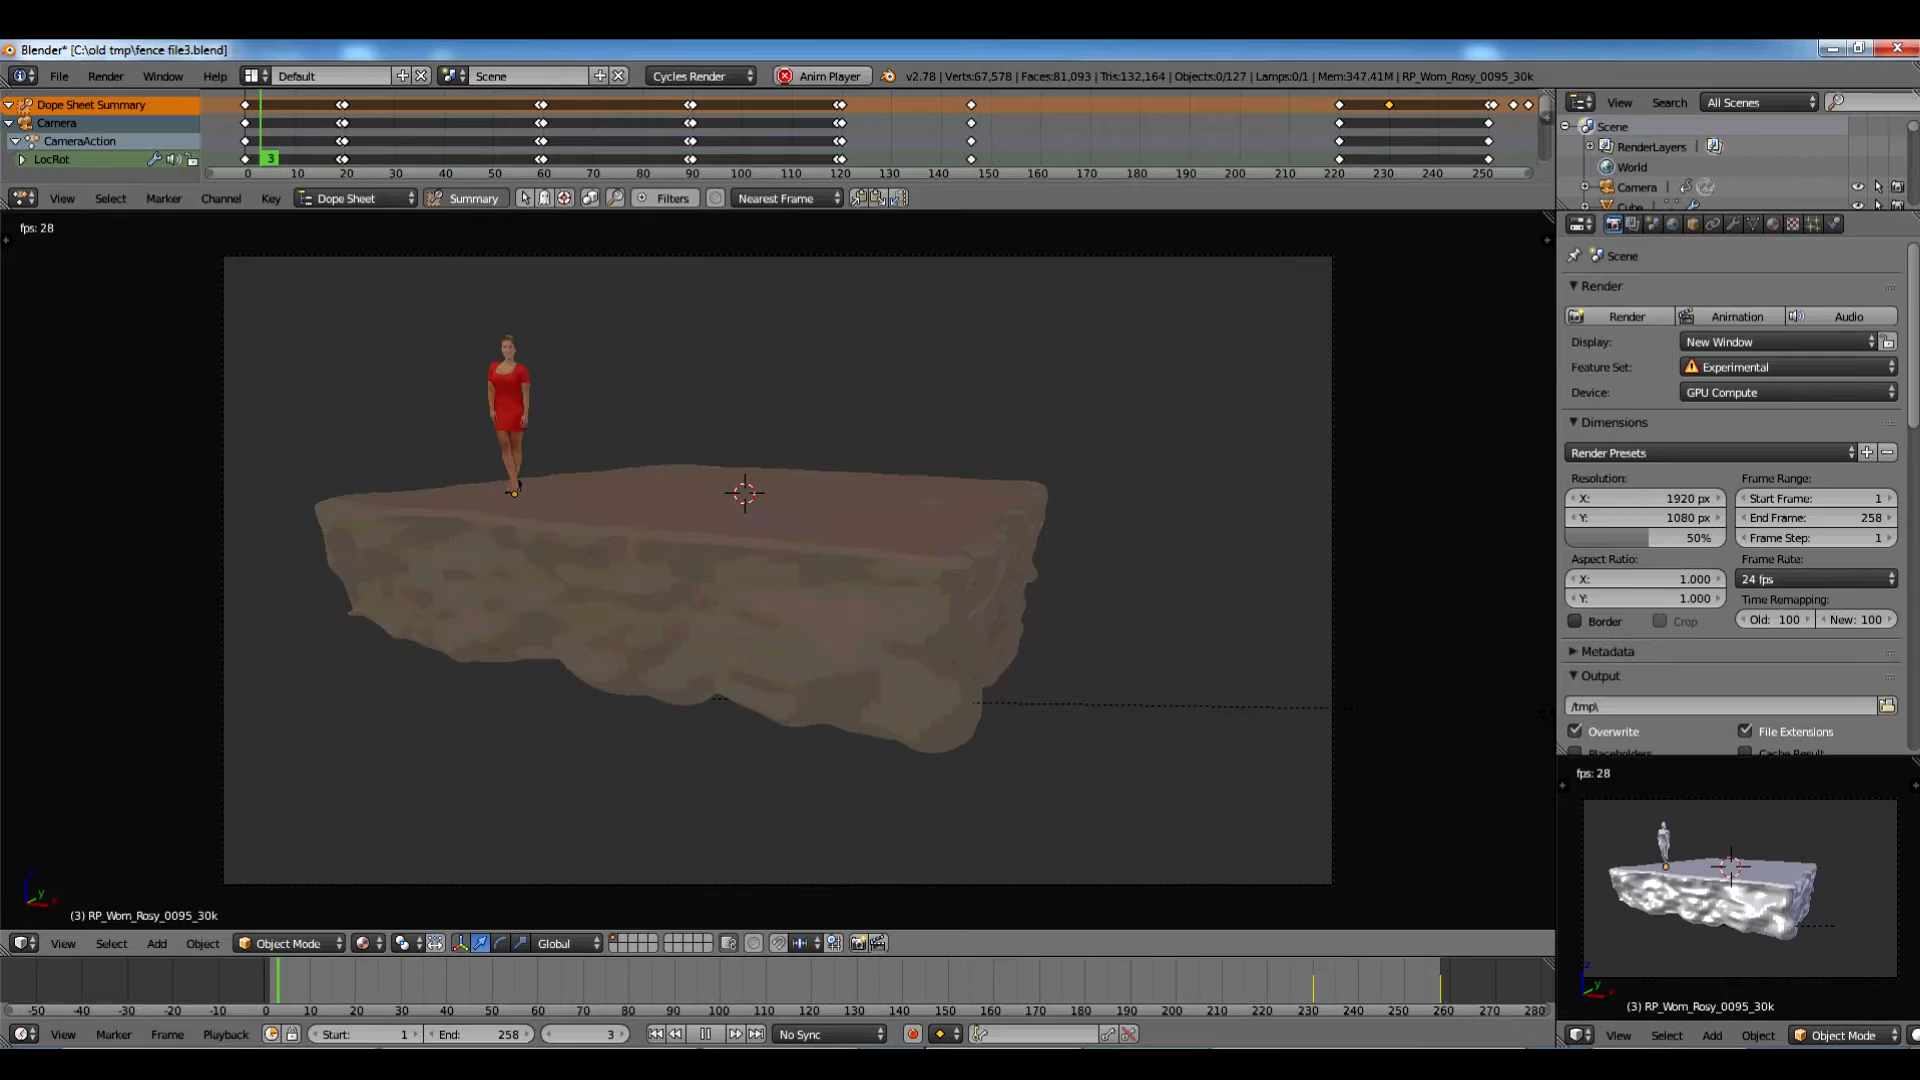 Blender* [C:\old tmp\fence file3.blend]
File Render Window Help Default Scene Cycles Render Anim Player v2.78 | Verts:67,578 | Faces:81,093 | Tris:132,164 | Objects:0/127 | Lamps:0/1 | Mem:347.41M | RP_Wom_Rosy_0095_30k
Dope Sheet Summary
Camera
CameraAction
LocRot
3
0 10 20 30 40 50 60 70 80 90 100 110 120 130 140 150 160 170 180 190 200 210 220 230 240 250
View Select Marker Channel Key Dope Sheet Summary Filters Nearest Frame
View Search All Scenes
Scene
RenderLayers |
World
Camera |
Cube
fps: 28
Scene
Render
Render Animation Audio
Display: New Window
Feature Set: Experimental
Device: GPU Compute
Dimensions
Render Presets
Resolution: Frame Range:
X: 1920 px Start Frame: 1
Y: 1080 px End Frame: 258
50% Frame Step: 1
Aspect Ratio: Frame Rate:
X: 1.000 24 fps
Y: 1.000 Time Remapping:
Border Crop Old: 100 New: 100
Metadata
Output
/tmp\
Overwrite File Extensions
Placeholders Cache Result
fps: 28
z
y
x
(3) RP_Wom_Rosy_0095_30k
View Select Add Object Object Mode Global
-50 -40 -30 -20 -10 0 10 20 30 40 50 60 70 80 90 100 110 120 130 140 150 160 170 180 190 200 210 220 230 240 250 260 270 280
View Marker Frame Playback Start: 1 End: 258 3 No Sync
z
y
x
(3) RP_Wom_Rosy_0095_30k
View Select Add Object Object Mode